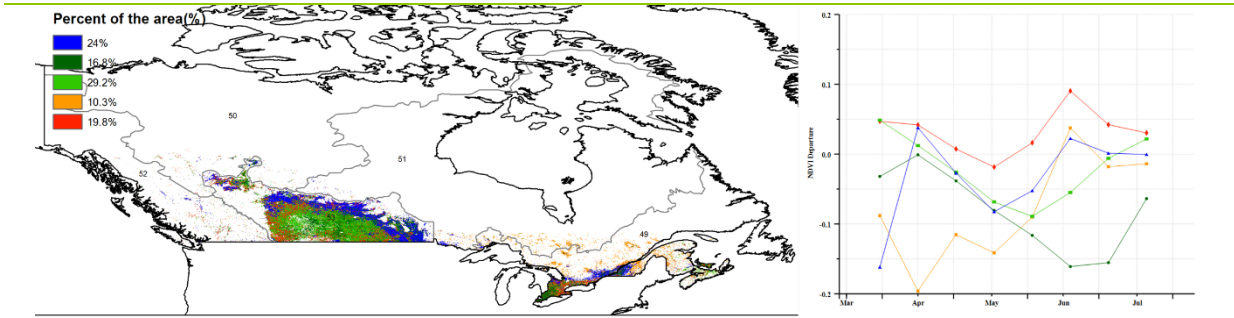 Percent of the area(%)
24%
16.8%
29.2%
10.3%
19.8%
50
51
52
49
0.2
0.1
0.0
-0.1
-0.2
NDVI Departure
Mar
Apr
May
Jun
Jul